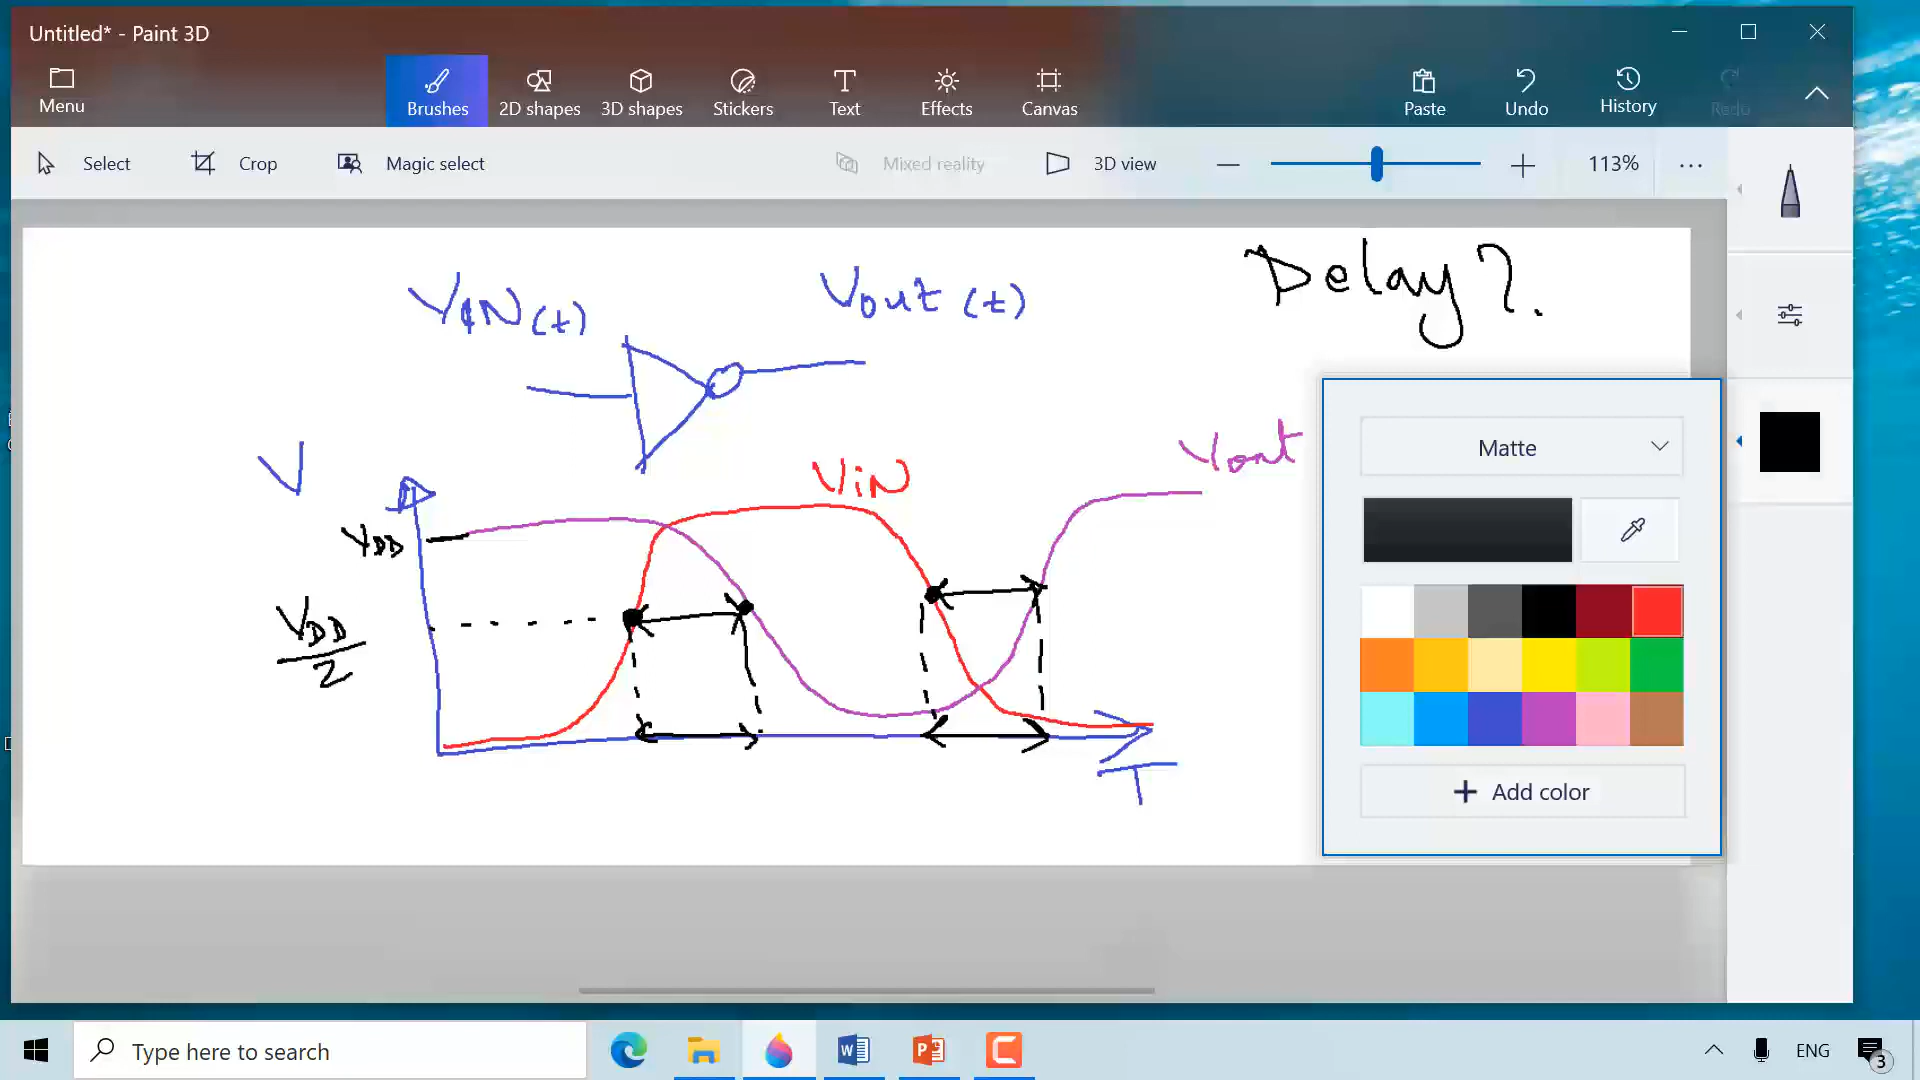 Untitled* - Paint 3D
Menu
Brushes
2D shapes
3D shapes
Stickers
Text
Effects
Canvas
Paste
Undo
History
Redo
Select
Crop
Magic select
Mixed reality
3D view
113%
VIN(t)
Vout (t)
Delay?.
V
VDD
VDD
2
ViN
Vout
T
Matte
Add color
Type here to search
ENG
3